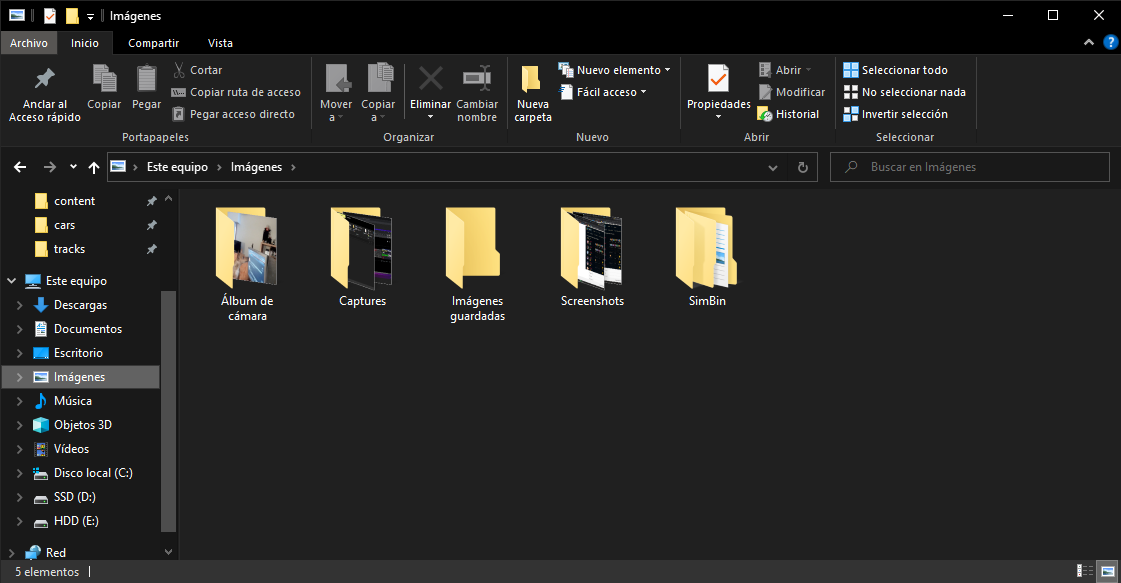 Imágenes
Archivo
Inicio
Compartir
Vista
Anclar al
Acceso rápido
Copiar
Pegar
Cortar
Copiar ruta de acceso
Pegar acceso directo
Portapapeles
Mover
a
Copiar
a
Eliminar
Cambiar
nombre
Organizar
Nueva
carpeta
Nuevo elemento
Fácil acceso
Nuevo
Propiedades
Abrir
Modificar
Historial
Abrir
Seleccionar todo
No seleccionar nada
Invertir selección
Seleccionar
Este equipo
Imágenes
Buscar en Imágenes
content
cars
tracks
Este equipo
Descargas
Documentos
Escritorio
Imágenes
Música
Objetos 3D
Vídeos
Disco local (C:)
SSD (D:)
HDD (E:)
Red
Álbum de
cámara
Captures
Imágenes
guardadas
Screenshots
SimBin
5 elementos